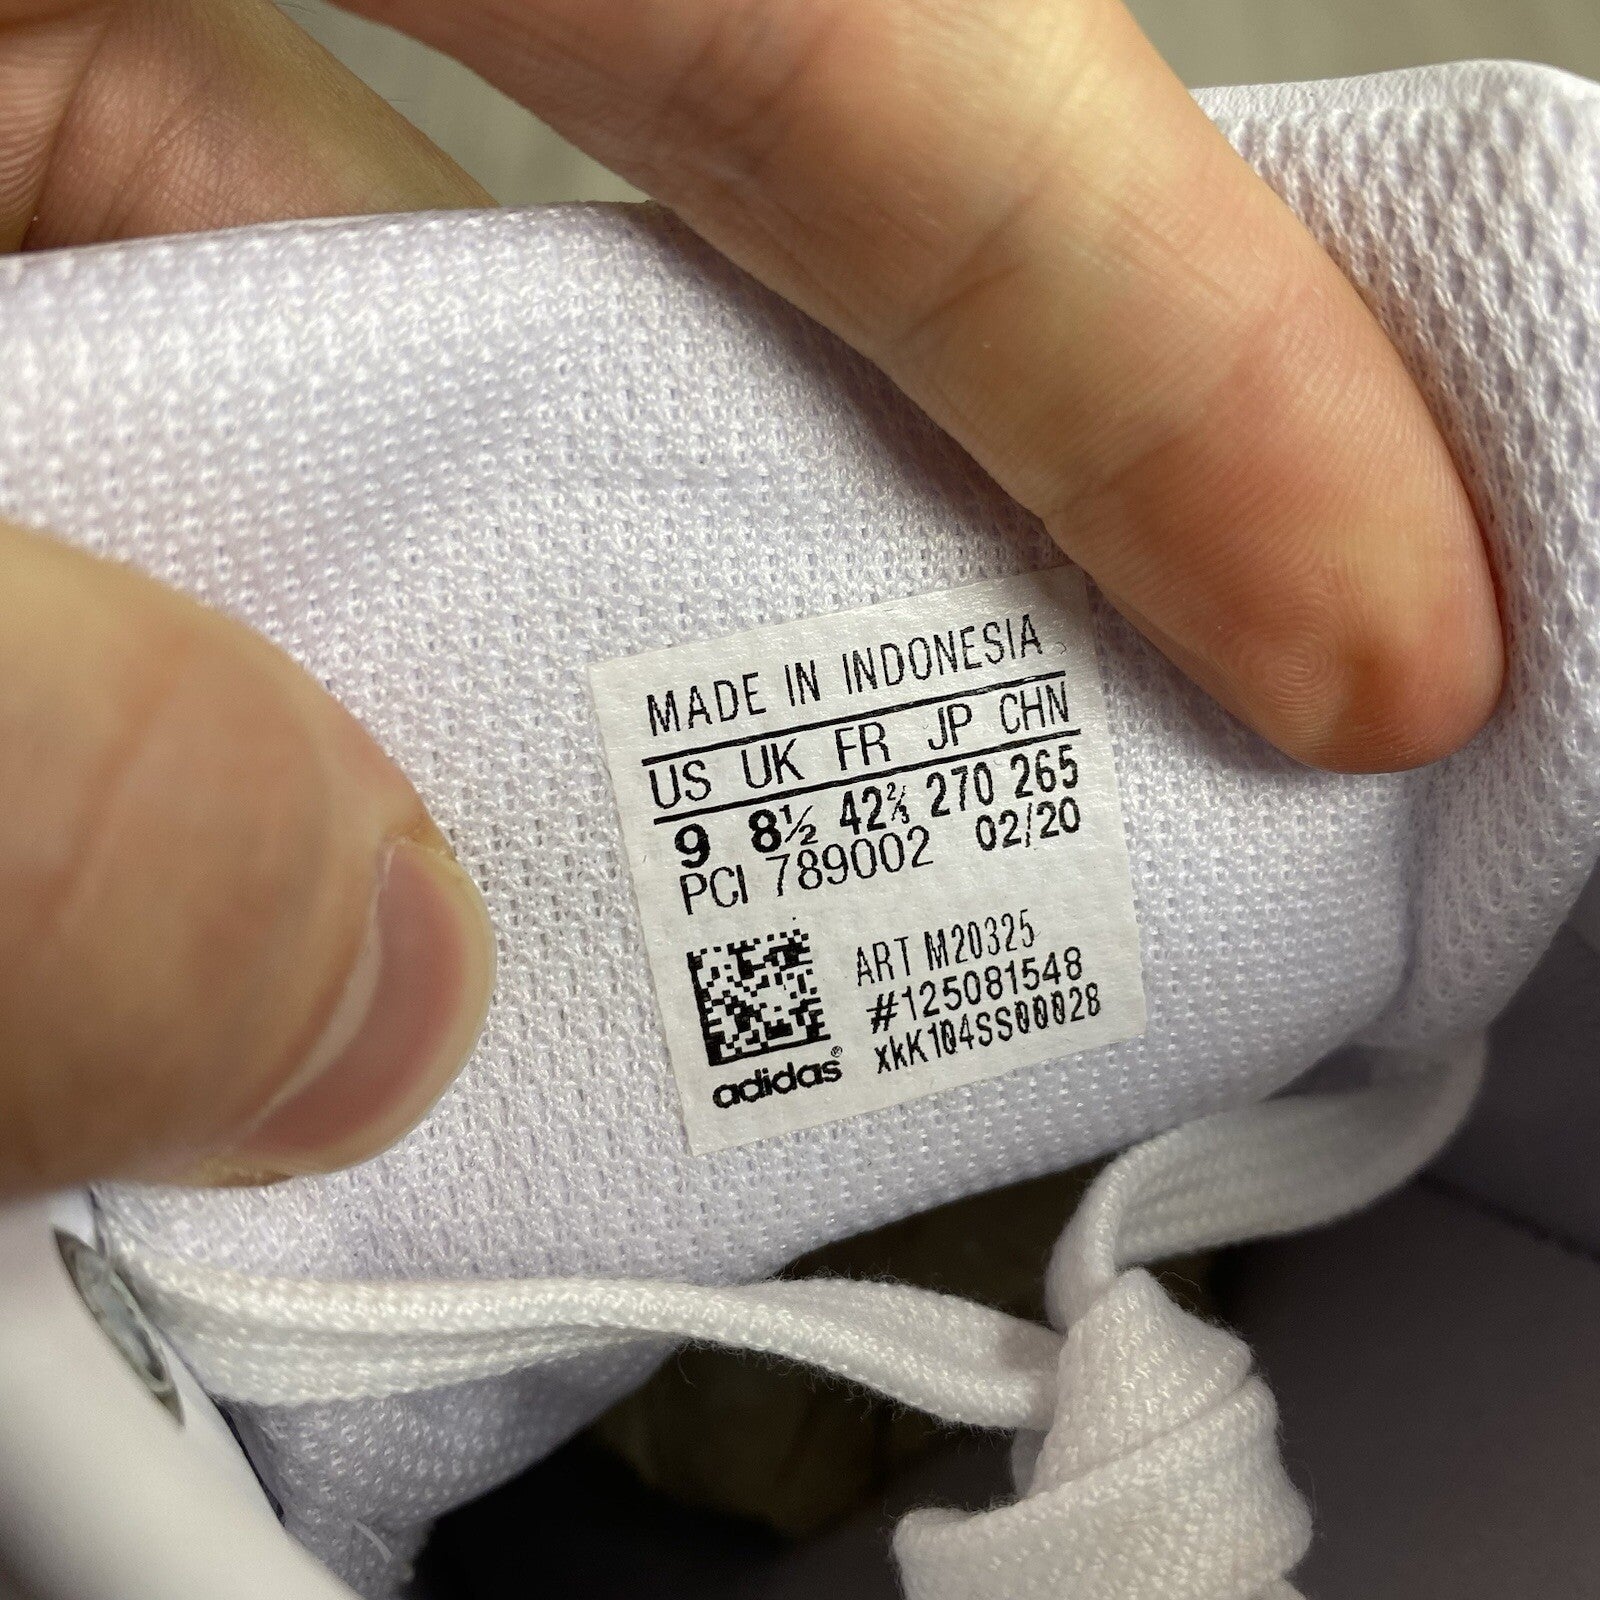 MADE IN INDONESIA
US UK FR JP CHN
9 8½ 42⅔ 270 265
PCI 789002 02/20
ART M20325
#125081548
xkK104SS00028
adidas®